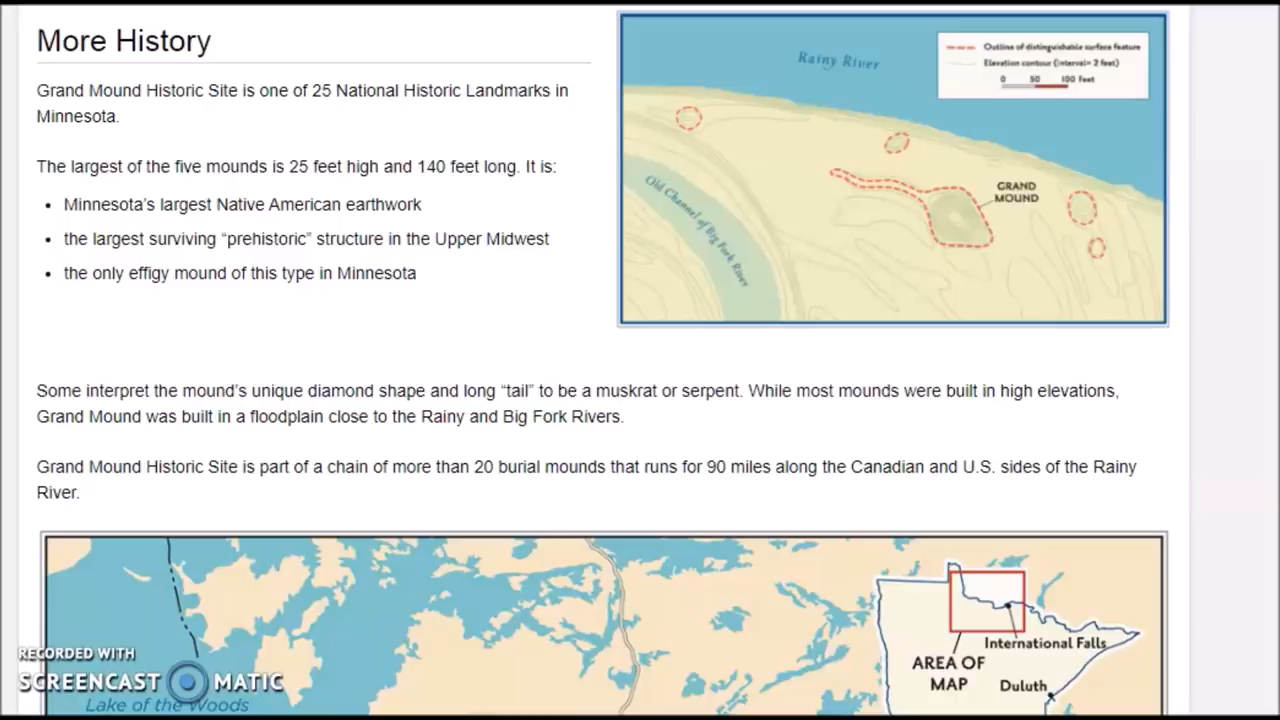 More History
Grand Mound Historic Site is one of 25 National Historic Landmarks in
Minnesota.
The largest of the five mounds is 25 feet high and 140 feet long. It is:
• Minnesota’s largest Native American earthwork
• the largest surviving “prehistoric” structure in the Upper Midwest
• the only effigy mound of this type in Minnesota
Rainy River
Outline of distinguishable surface feature
Elevation contour (interval= 2 feet)
0 50 100 Feet
GRAND
MOUND
Old Channel of Big Fork River
Some interpret the mound’s unique diamond shape and long “tail” to be a muskrat or serpent. While most mounds were built in high elevations,
Grand Mound was built in a floodplain close to the Rainy and Big Fork Rivers.
Grand Mound Historic Site is part of a chain of more than 20 burial mounds that runs for 90 miles along the Canadian and U.S. sides of the Rainy
River.
International Falls
AREA OF
MAP
Duluth
Lake of the Woods
RECORDED WITH
SCREENCAST MATIC